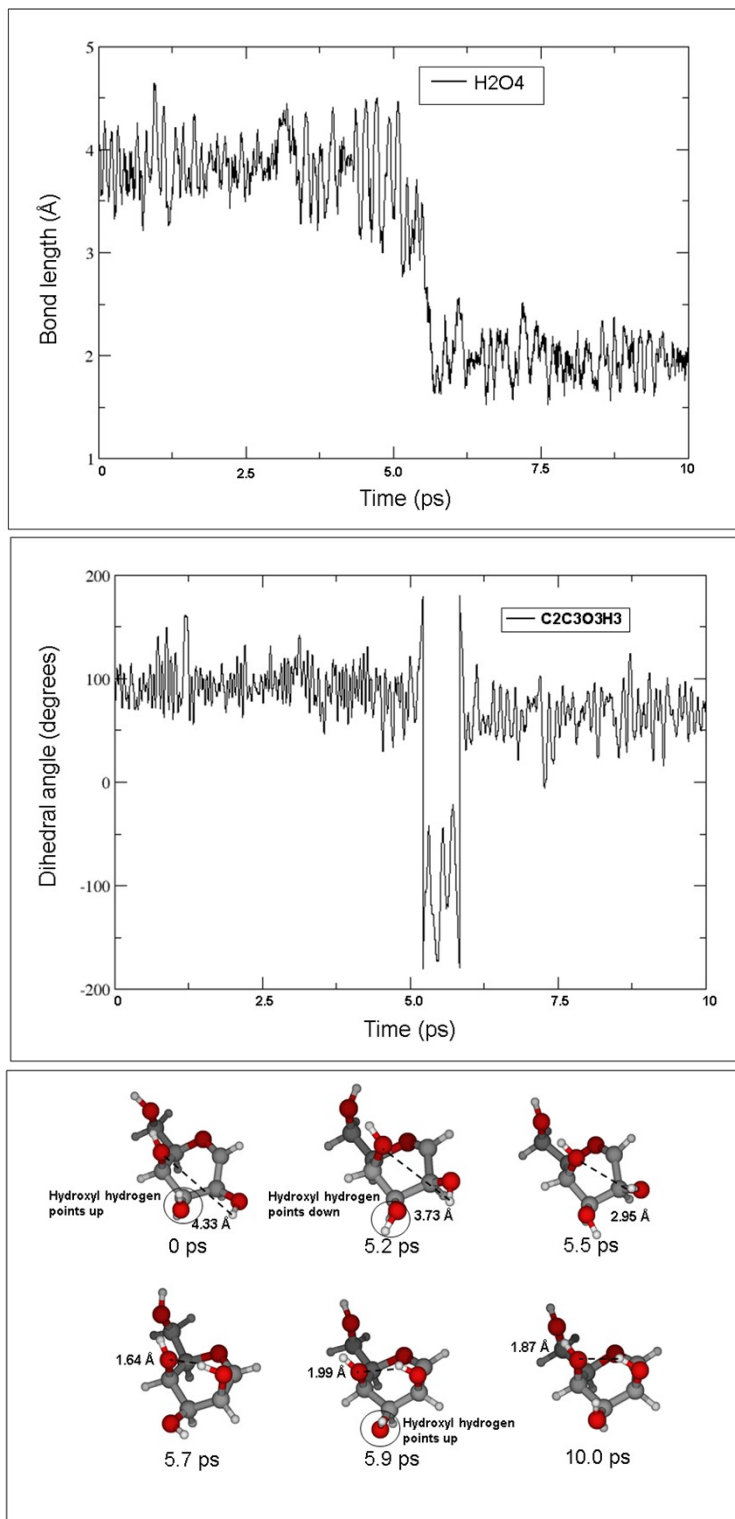 5
H2O4
4
Bond length (Å)
3
2
1
0 2.5 5.0 7.5 10
Time (ps)
200
C2C3O3H3
100
Dihedral angle (degrees)
0
-100
-200
0 2.5 5.0 7.5 10
Time (ps)
Hydroxyl hydrogen
points up
4.33 Å
0 ps
Hydroxyl hydrogen
points down
3.73 Å
5.2 ps
2.95 Å
5.5 ps
1.64 Å
5.7 ps
1.99 Å
Hydroxyl hydrogen
points up
5.9 ps
1.87 Å
10.0 ps